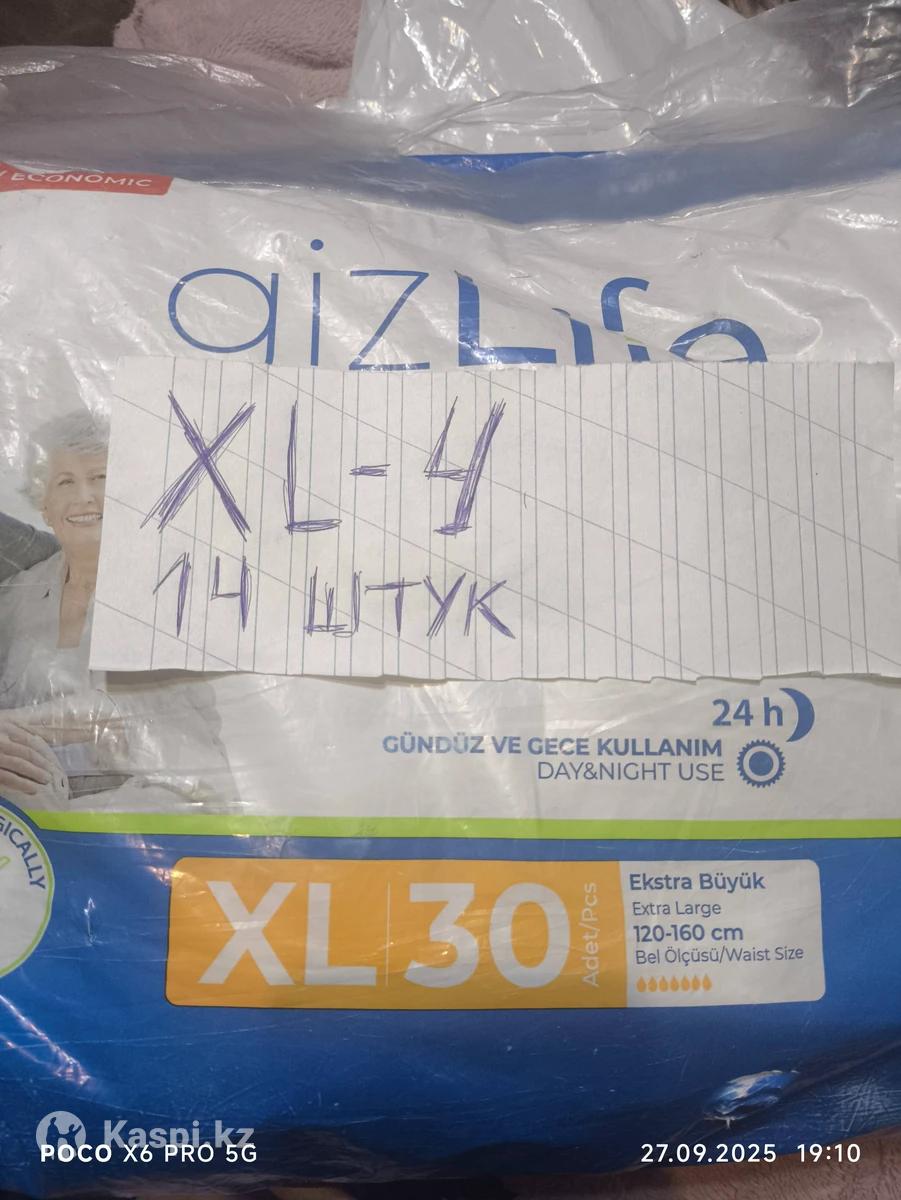 ECONOMIC
gizLife
XL-4
14 ШТУК
24 h
GÜNDÜZ VE GECE KULLANIM
DAY&NIGHT USE
GICALLY
XL 30 Adet/Pcs
Ekstra Büyük
Extra Large
120-160 cm
Bel Ölçüsü/Waist Size
Kaspi.kz
POCO X6 PRO 5G
27.09.2025 19:10